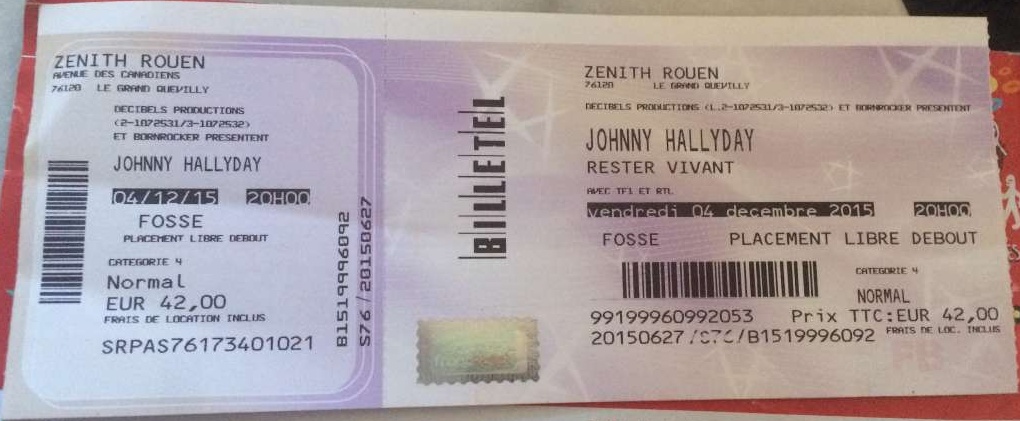 ZENITH ROUEN
AVENUE DES CANADIENS
76120 LE GRAND QUEVILLY
DECIBELS PRODUCTIONS
(2-1072531/3-1072532)
ET BORNROCKER PRESENTENT
JOHNNY HALLYDAY
04/12/15 20H00
FOSSE
PLACEMENT LIBRE DEBOUT
CATEGORIE 4
Normal
EUR 42,00
FRAIS DE LOCATION INCLUS
SRPAS76173401021
B1519996092
S76/20150627
BILLETEL
ZENITH ROUEN
76120 LE GRAND QUEVILLY
DECIBELS PRODUCTIONS (L.2-1072531/3-1072532) ET BORNROCKER PRESENTENT
JOHNNY HALLYDAY
RESTER VIVANT
AVEC TF1 ET RTL
vendredi 04 decembre 2015 20H00
FOSSE PLACEMENT LIBRE DEBOUT
CATEGORIE 4
NORMAL
99199960992053 Prix TTC:EUR 42,00
20150627/S76/B1519996092 FRAIS DE LOC. INCLUS